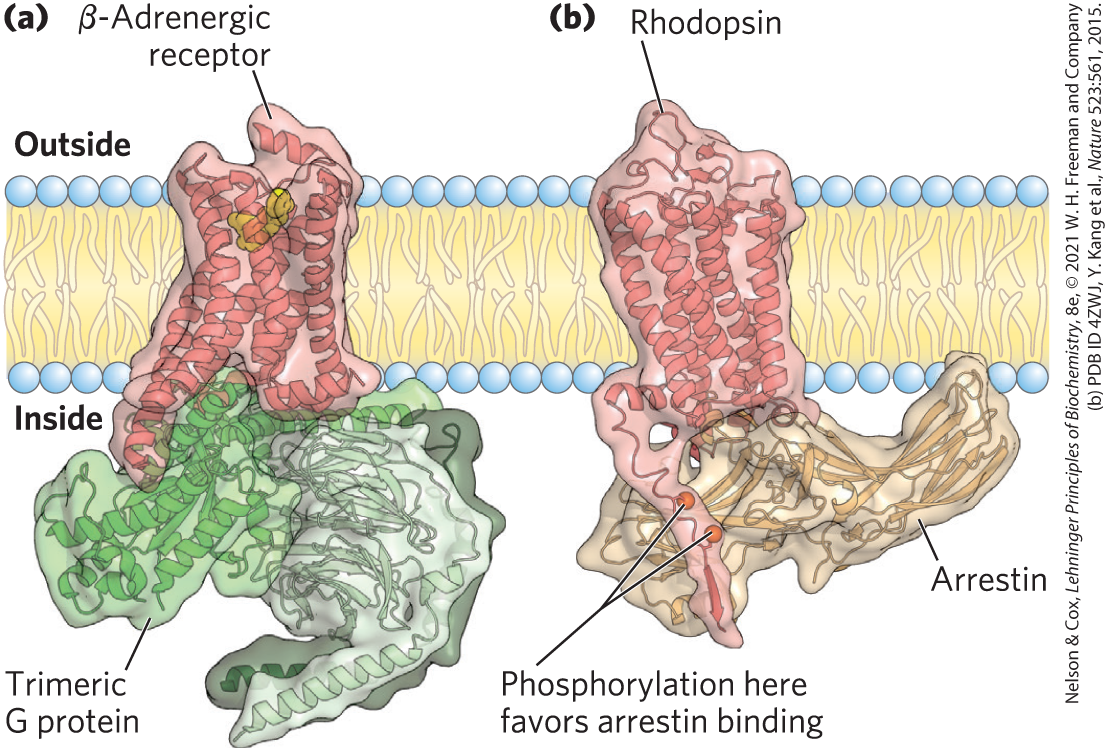 (a) β-Adrenergic
receptor
Outside
Inside
Trimeric
G protein
(b) Rhodopsin
Arrestin
Phosphorylation here
favors arrestin binding
Nelson & Cox, Lehninger Principles of Biochemistry, 8e, © 2021 W. H. Freeman and Company
(b) PDB ID 4ZWJ, Y. Kang et al., Nature 523:561, 2015.